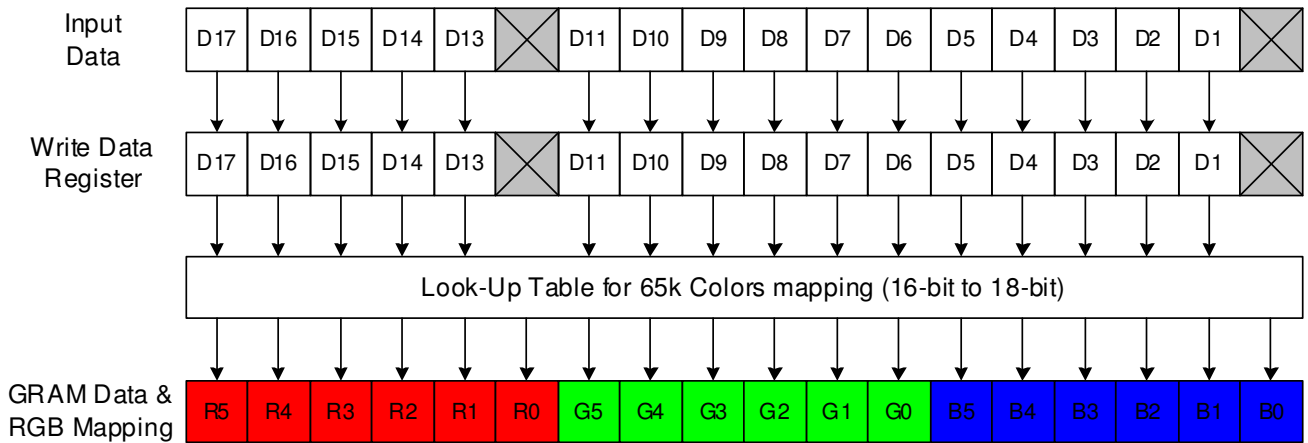 Input
Data
D17 D16 D15 D14 D13 D11 D10 D9 D8 D7 D6 D5 D4 D3 D2 D1
Write Data
Register
D17 D16 D15 D14 D13 D11 D10 D9 D8 D7 D6 D5 D4 D3 D2 D1
Look-Up Table for 65k Colors mapping (16-bit to 18-bit)
GRAM Data &
RGB Mapping
R5 R4 R3 R2 R1 R0 G5 G4 G3 G2 G1 G0 B5 B4 B3 B2 B1 B0